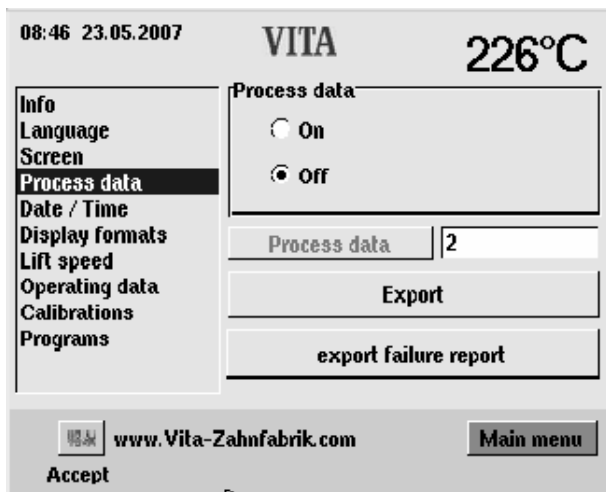 08:46 23.05.2007
VITA
226°C
Info
Language
Screen
Process data
Date / Time
Display formats
Lift speed
Operating data
Calibrations
Programs
Process data
On
Off
Process data
2
Export
export failure report
www.Vita-Zahnfabrik.com
Main menu
Accept